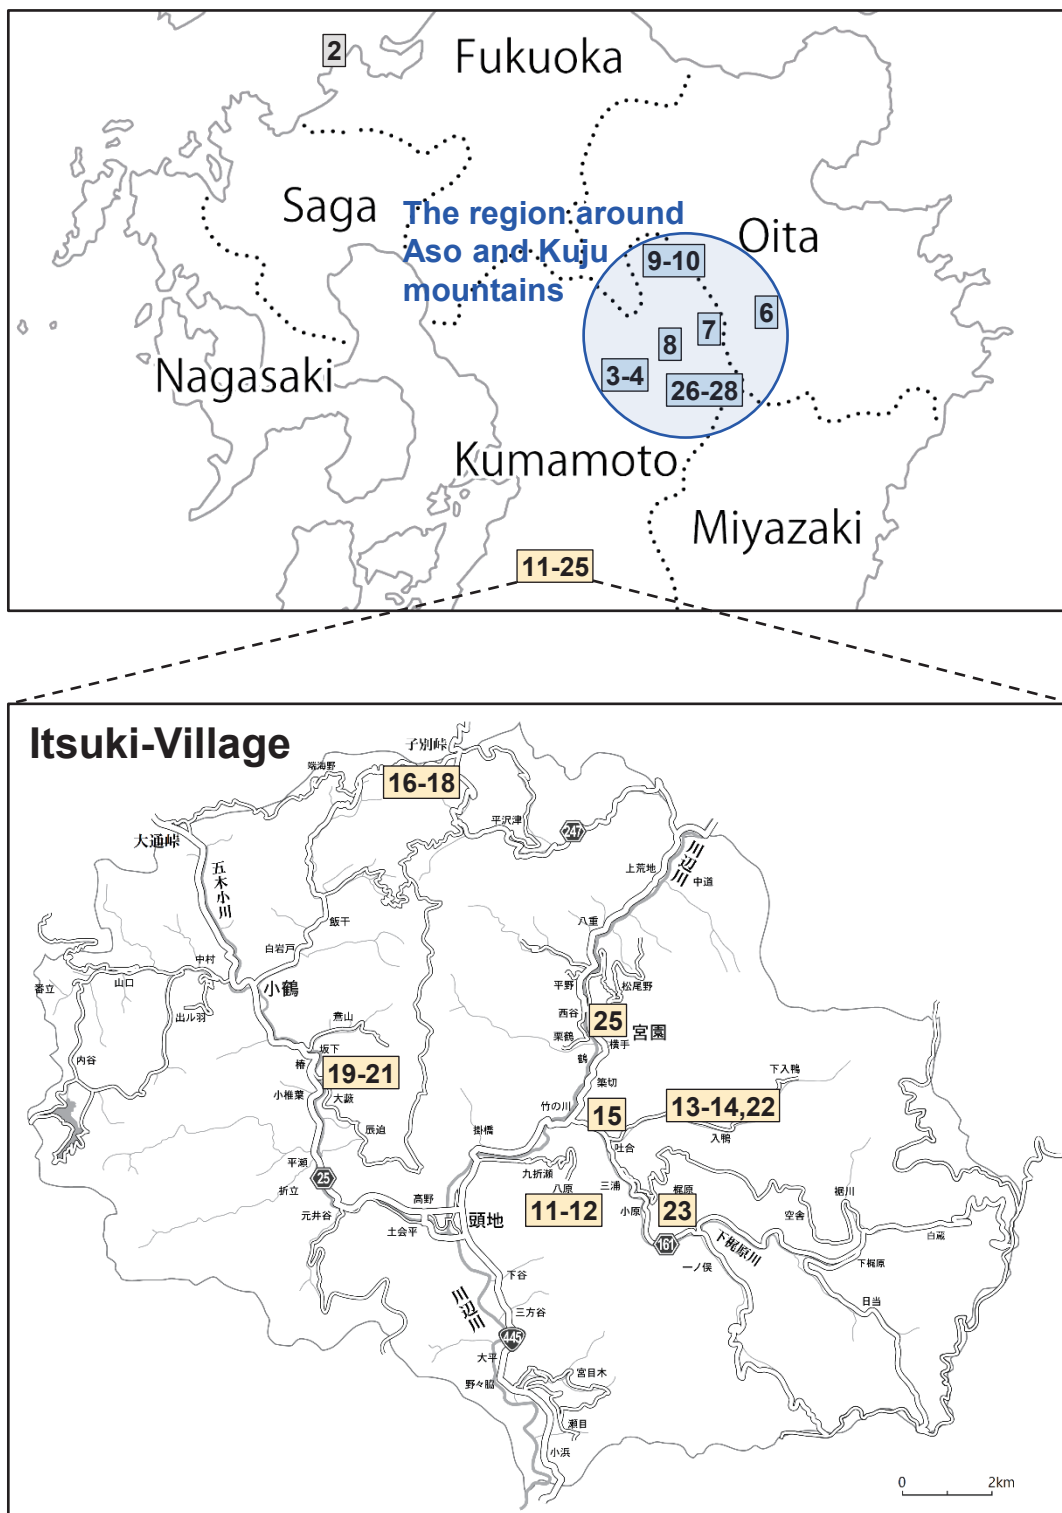 2
Fukuoka
Saga
The region around
Aso and Kuju
mountains
Oita
9-10
6
7
8
3-4
26-28
Nagasaki
Kumamoto
Miyazaki
11-25
Itsuki-Village
子別峠
端海野
16-18
平沢津
247
大通峠
川辺川
上荒地
中道
五木小川
飯干
八重
白岩戸
中村
平野
松尾野
番立
山口
小鶴
出ル羽
西谷
25
宮園
栗鶴
横手
鶴
坂下
内谷
椿
19-21
築切
下入鴨
小椎葉
大藪
竹の川
15
13-14,22
辰迫
掛橋
吐合
入鴨
平瀬
九折瀬
25
八原
三浦
梶原
折立
高野
11-12
小原
23
裾川
元井谷
頭地
空舎
土会平
161
下梶原川
白蔵
一ノ俣
下梶原
下谷
川辺川
三方谷
日当
445
大平
宮目木
野々脇
瀬目
小浜
0
2km